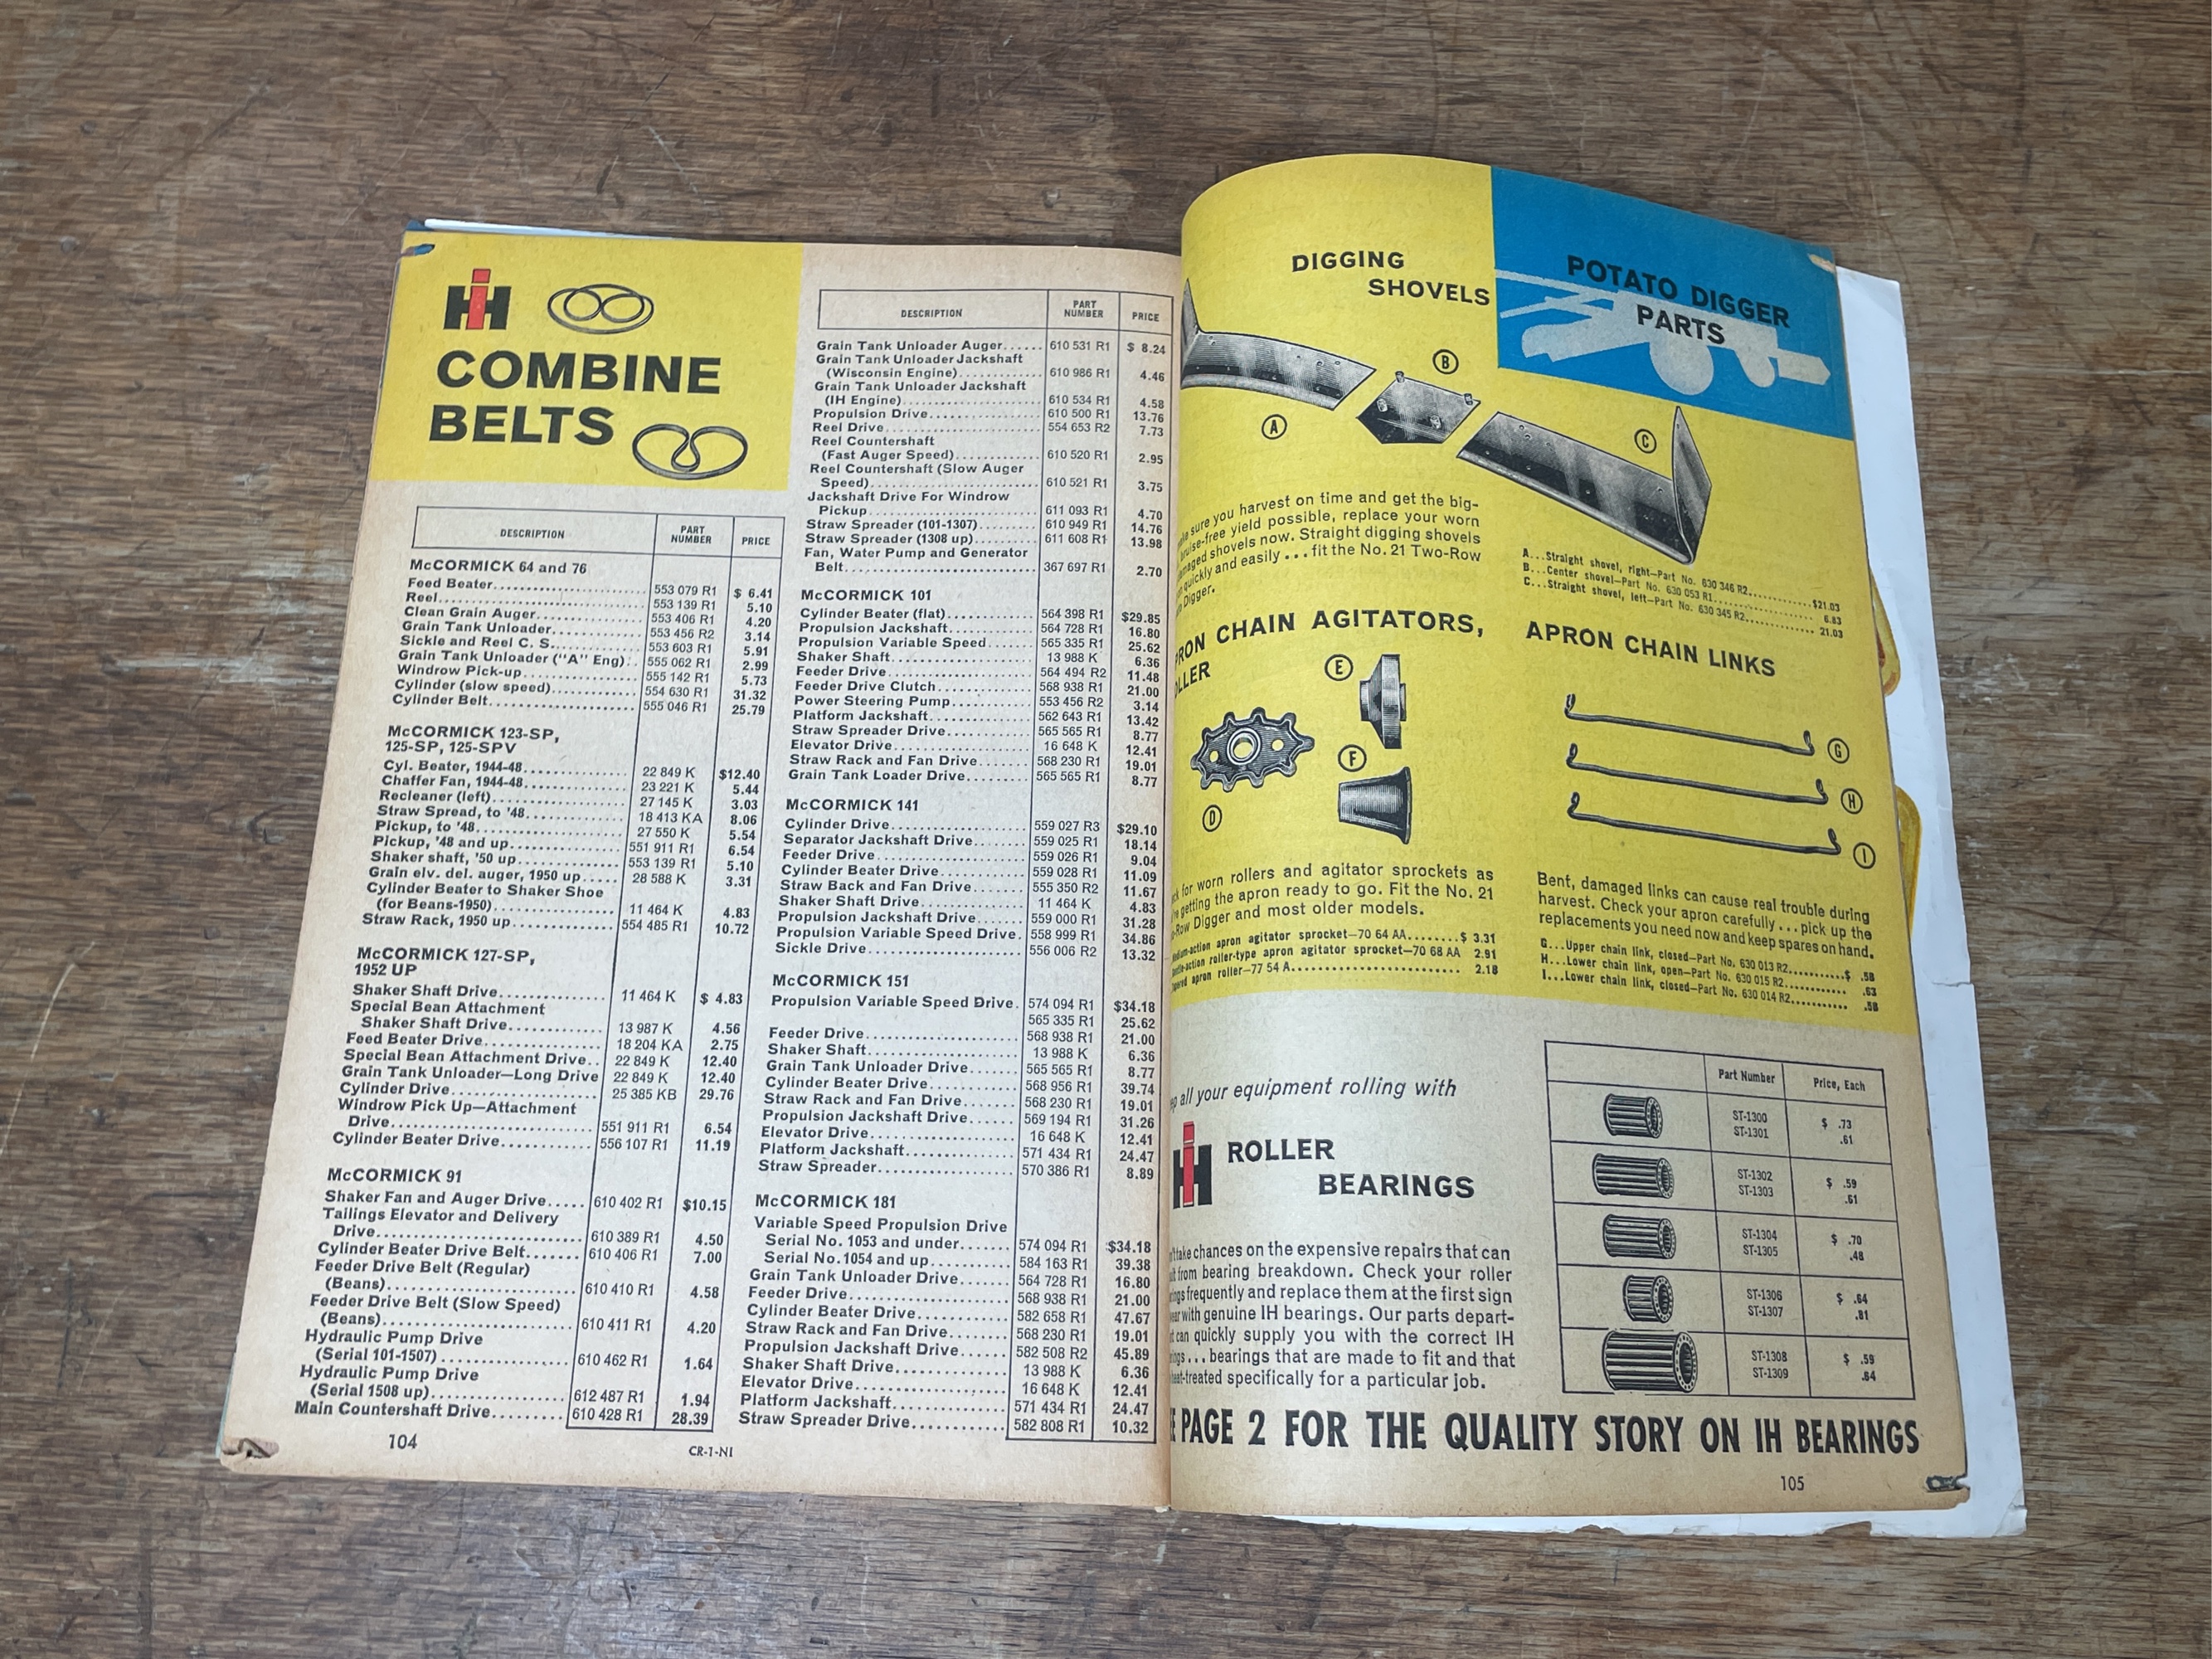 IH
COMBINE
BELTS
DESCRIPTION PART NUMBER PRICE
McCORMICK 64 and 76
Feed Beater 553 079 R1 $ 6.41
Reel 553 139 R1 5.10
Clean Grain Auger 553 406 R1 4.20
Grain Tank Unloader 553 456 R2 3.14
Sickle and Reel C. S. 553 603 R1 5.91
Grain Tank Unloader ("A" Eng) 555 062 R1 2.99
Windrow Pick-up 555 142 R1 5.73
Cylinder (slow speed) 554 630 R1 31.32
Cylinder Belt 555 046 R1 25.79
McCORMICK 123-SP,
125-SP, 125-SPV
Cyl. Beater, 1944-48 22 849 K $12.40
Chaffer Fan, 1944-48 23 221 K 5.44
Recleaner (left) 27 145 K 3.03
Straw Spread, to '48 18 413 KA 8.06
Pickup, to '48 27 550 K 5.54
Pickup, '48 and up 551 911 R1 6.54
Shaker shaft, '50 up 553 139 R1 5.10
Grain elv. del. auger, 1950 up 28 588 K 3.31
Cylinder Beater to Shaker Shoe
(for Beans-1950) 11 464 K 4.83
Straw Rack, 1950 up 554 485 R1 10.72
McCORMICK 127-SP,
1952 UP
Shaker Shaft Drive 11 464 K $ 4.83
Special Bean Attachment
Shaker Shaft Drive 13 987 K 4.56
Feed Beater Drive 18 204 KA 2.75
Special Bean Attachment Drive 22 849 K 12.40
Grain Tank Unloader—Long Drive 22 849 K 12.40
Cylinder Drive 25 385 KB 29.76
Windrow Pick Up—Attachment
Drive 551 911 R1 6.54
Cylinder Beater Drive 556 107 R1 11.19
McCORMICK 91
Shaker Fan and Auger Drive 610 402 R1 $10.15
Tailings Elevator and Delivery
Drive 610 389 R1 4.50
Cylinder Beater Drive Belt 610 406 R1 7.00
Feeder Drive Belt (Regular)
(Beans) 610 410 R1 4.58
Feeder Drive Belt (Slow Speed)
(Beans) 610 411 R1 4.20
Hydraulic Pump Drive
(Serial 101-1507) 610 462 R1 1.64
Hydraulic Pump Drive
(Serial 1508 up) 612 487 R1 1.94
Main Countershaft Drive 610 428 R1 28.39
DESCRIPTION PART NUMBER PRICE
Grain Tank Unloader Auger 610 531 R1 $ 8.24
Grain Tank Unloader Jackshaft
(Wisconsin Engine) 610 986 R1 4.46
Grain Tank Unloader Jackshaft
(IH Engine) 610 534 R1 4.58
Propulsion Drive 610 500 R1 13.76
Reel Drive 554 653 R2 7.73
Reel Countershaft
(Fast Auger Speed) 610 520 R1 2.95
Reel Countershaft (Slow Auger
Speed) 610 521 R1 3.75
Jackshaft Drive For Windrow
Pickup 611 093 R1 4.70
Straw Spreader (101-1307) 610 949 R1 14.76
Straw Spreader (1308 up) 611 608 R1 13.98
Fan, Water Pump and Generator
Belt 367 697 R1 2.70
McCORMICK 101
Cylinder Beater (flat) 564 398 R1 $29.85
Propulsion Jackshaft 564 728 R1 16.80
Propulsion Variable Speed 565 335 R1 25.62
Shaker Shaft 13 988 K 6.36
Feeder Drive 564 494 R2 11.48
Feeder Drive Clutch 568 938 R1 21.00
Power Steering Pump 553 456 R2 3.14
Platform Jackshaft 562 643 R1 13.42
Straw Spreader Drive 565 565 R1 8.77
Elevator Drive 16 648 K 12.41
Straw Rack and Fan Drive 568 230 R1 19.01
Grain Tank Loader Drive 565 565 R1 8.77
McCORMICK 141
Cylinder Drive 559 027 R3 $29.10
Separator Jackshaft Drive 559 025 R1 18.14
Feeder Drive 559 026 R1 9.04
Cylinder Beater Drive 559 028 R1 11.09
Straw Back and Fan Drive 555 350 R2 11.67
Shaker Shaft Drive 11 464 K 4.83
Propulsion Jackshaft Drive 559 000 R1 31.28
Propulsion Variable Speed Drive 558 999 R1 34.86
Sickle Drive 556 006 R2 13.32
McCORMICK 151
Propulsion Variable Speed Drive 574 094 R1 $34.18
565 335 R1 25.62
Feeder Drive 568 938 R1 21.00
Shaker Shaft 13 988 K 6.36
Grain Tank Unloader Drive 565 565 R1 8.77
Cylinder Beater Drive 568 956 R1 39.74
Straw Rack and Fan Drive 568 230 R1 19.01
Propulsion Jackshaft Drive 569 194 R1 31.26
Elevator Drive 16 648 K 12.41
Platform Jackshaft 571 434 R1 24.47
Straw Spreader 570 386 R1 8.89
McCORMICK 181
Variable Speed Propulsion Drive
Serial No. 1053 and under 574 094 R1 $34.18
Serial No. 1054 and up 584 163 R1 39.38
Grain Tank Unloader Drive 564 728 R1 16.80
Feeder Drive 568 938 R1 21.00
Cylinder Beater Drive 582 658 R1 47.67
Straw Rack and Fan Drive 568 230 R1 19.01
Propulsion Jackshaft Drive 582 508 R2 45.89
Shaker Shaft Drive 13 988 K 6.36
Elevator Drive 16 648 K 12.41
Platform Jackshaft 571 434 R1 24.47
Straw Spreader Drive 582 808 R1 10.32
104
CR-1-NI
DIGGING
SHOVELS
POTATO DIGGER
PARTS
A
B
C
sure you harvest on time and get the big-
bruise-free yield possible, replace your worn
damaged shovels now. Straight digging shovels
quickly and easily ... fit the No. 21 Two-Row
Digger.
A...Straight shovel, right—Part No. 630 346 R2 $21.03
B...Center shovel—Part No. 630 053 R1 6.83
C...Straight shovel, left—Part No. 630 345 R2 21.03
CHAIN AGITATORS,
APRON CHAIN LINKS
D
E
F
G
H
I
for worn rollers and agitator sprockets as
getting the apron ready to go. Fit the No. 21
Row Digger and most older models.
apron agitator sprocket—70 64 AA $ 3.31
roller-type apron agitator sprocket—70 68 AA 2.91
apron roller—77 54 A 2.18
Bent, damaged links can cause real trouble during
harvest. Check your apron carefully ... pick up the
replacements you need now and keep spares on hand.
G...Upper chain link, closed—Part No. 630 013 R2 $ .58
H...Lower chain link, open—Part No. 630 015 R2 .63
I...Lower chain link, closed—Part No. 630 014 R2 .58
all your equipment rolling with
IH ROLLER
BEARINGS
take chances on the expensive repairs that can
from bearing breakdown. Check your roller
frequently and replace them at the first sign
with genuine IH bearings. Our parts depart-
can quickly supply you with the correct IH
... bearings that are made to fit and that
specifically for a particular job.
Part Number Price, Each
ST-1300 $ .73
ST-1301 .61
ST-1302 $ .59
ST-1303 .61
ST-1304 $ .70
ST-1305 .48
ST-1306 $ .64
ST-1307 .81
ST-1308 $ .59
ST-1309 .64
PAGE 2 FOR THE QUALITY STORY ON IH BEARINGS
105